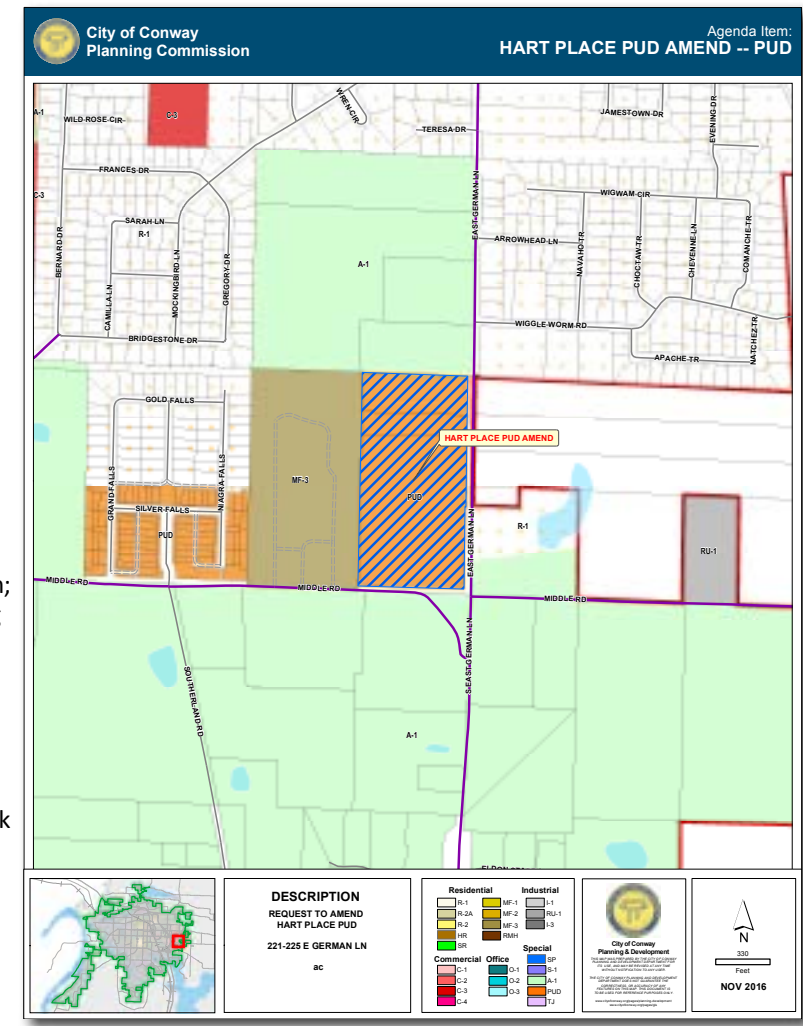 City of Conway
Planning Commission
Agenda Item:
HART PLACE PUD AMEND -- PUD
A-1
WILD ROSE CIR
C-3
WREN CIR
TERESA DR
JAMESTOWN DR
EVENING DR
FRANCES DR
C-3
SARAH LN
R-1
BERNARD DR
CAMILLA LN
MOCKINGBIRD LN
GREGORY DR
BRIDGESTONE DR
A-1
EAST GERMAN LN
WIGWAM CIR
ARROWHEAD LN
NAVAHO TR
CHOCTAW TR
CHEYENNE LN
COMANCHE TR
WIGGLE WORM RD
NATCHEZ TR
APACHE TR
GOLD FALLS
GRAND FALLS
NIAGRA FALLS
SILVER FALLS
PUD
MF-3
HART PLACE PUD AMEND
PUD
EAST GERMAN LN
R-1
RU-1
n;
MIDDLE RD
MIDDLE RD
MIDDLE RD
S EAST GERMAN LN
SOUTHERLAND RD
A-1
k
DESCRIPTION
REQUEST TO AMEND
HART PLACE PUD
221-225 E GERMAN LN
ac
Residential
R-1
R-2A
R-2
HR
SR
MF-1
MF-2
MF-3
RMH
Industrial
I-1
RU-1
I-3
Commercial
C-1
C-2
C-3
C-4
Office
O-1
O-2
O-3
Special
SP
S-1
A-1
PUD
TJ
City of Conway
Planning & Development
N
330
Feet
NOV 2016